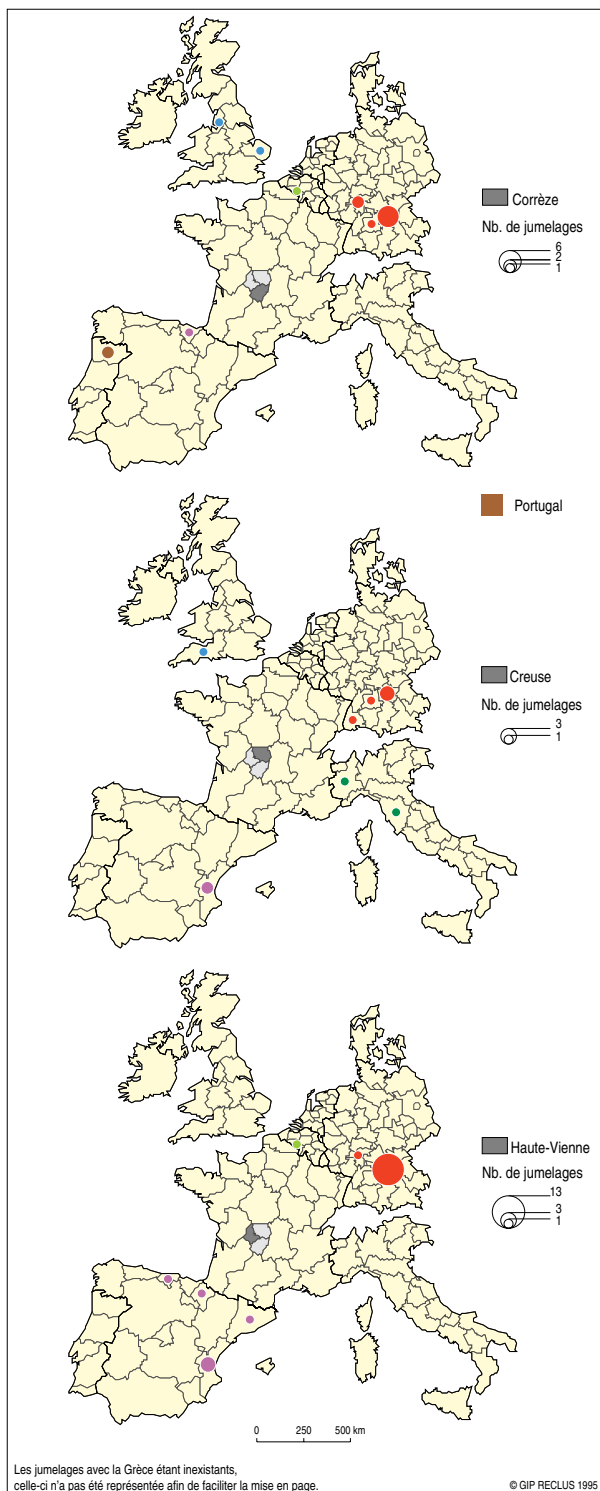 Corrèze
Nb. de jumelages
6
2
1
Portugal
Creuse
Nb. de jumelages
3
1
Haute-Vienne
Nb. de jumelages
13
3
1
0 250 500 km
Les jumelages avec la Grèce étant inexistants,
celle-ci n'a pas été représentée afin de faciliter la mise en page.
© GIP RECLUS 1995